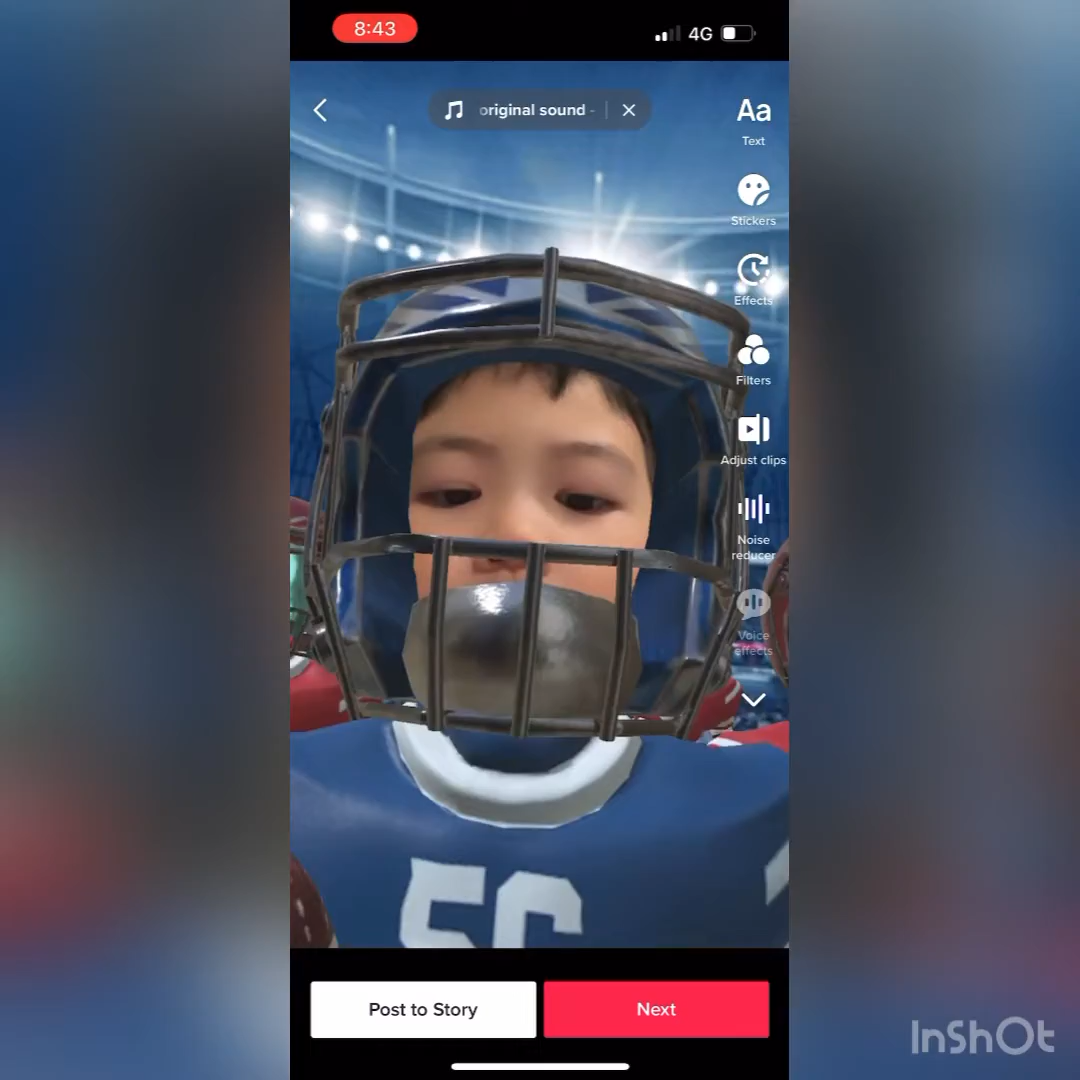 8:43
4G
original sound -
Aa
Text
Stickers
Effects
Filters
Adjust clips
Noise
reducer
Voice
effects
Post to Story
Next
InShOt